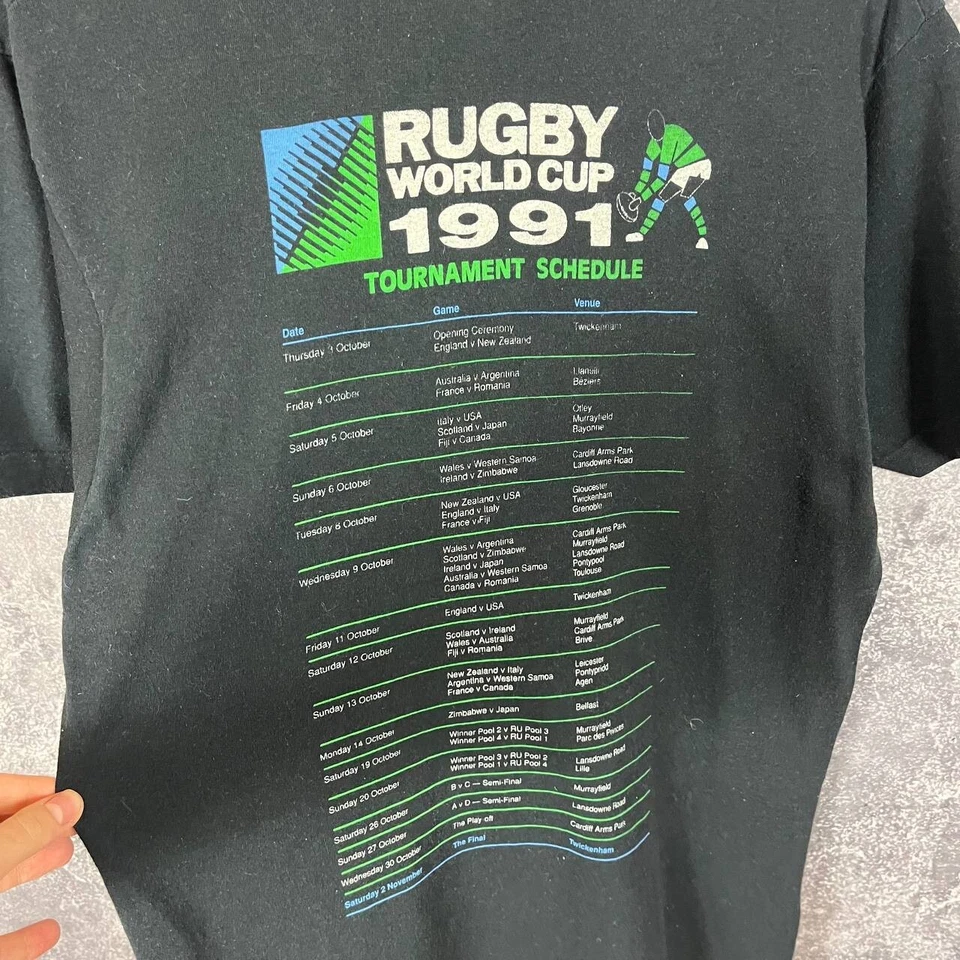 RUGBY
WORLD CUP
1991
TOURNAMENT SCHEDULE
Date Game Venue
Thursday 3 October Opening Ceremony Twickenham
England v New Zealand
Friday 4 October Australia v Argentina Llanelli
France v Romania Béziers
Saturday 5 October Italy v USA Otley
Scotland v Japan Murrayfield
Fiji v Canada Bayonne
Sunday 6 October Wales v Western Samoa Cardiff Arms Park
Ireland v Zimbabwe Lansdowne Road
Tuesday 8 October New Zealand v USA Gloucester
England v Italy Twickenham
France v Fiji Grenoble
Wednesday 9 October Wales v Argentina Cardiff Arms Park
Scotland v Zimbabwe Murrayfield
Ireland v Japan Lansdowne Road
Australia v Western Samoa Pontypool
Canada v Romania Toulouse
Friday 11 October England v USA Twickenham
Saturday 12 October Scotland v Ireland Murrayfield
Wales v Australia Cardiff Arms Park
Fiji v Romania Brive
Sunday 13 October New Zealand v Italy Leicester
Argentina v Western Samoa Pontypridd
France v Canada Agen
Monday 14 October Zimbabwe v Japan Belfast
Saturday 19 October Winner Pool 2 v RU Pool 3 Murrayfield
Winner Pool 4 v RU Pool 1 Parc des Princes
Sunday 20 October Winner Pool 3 v RU Pool 2 Lansdowne Road
Winner Pool 1 v RU Pool 4 Lille
Saturday 26 October B v C — Semi-Final Murrayfield
Sunday 27 October A v D — Semi-Final Lansdowne Road
Wednesday 30 October The Play off Cardiff Arms Park
Saturday 2 November The Final Twickenham